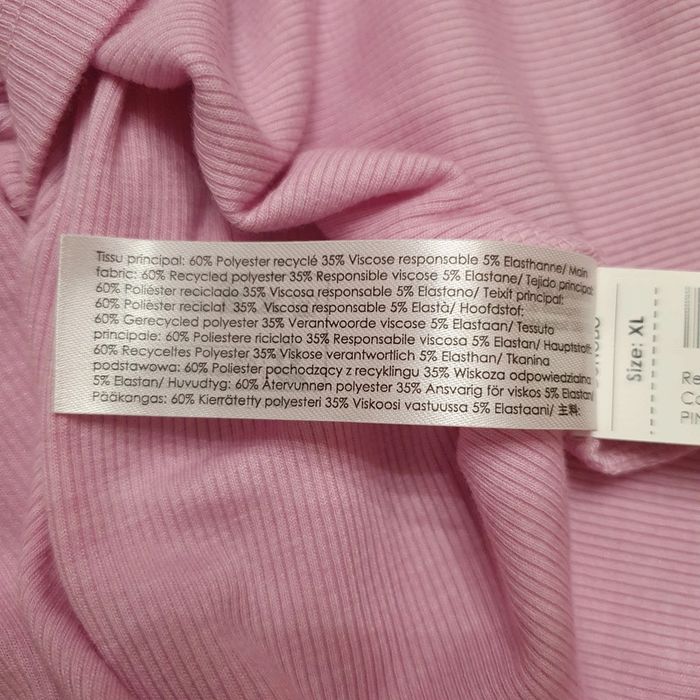 Tissu principal: 60% Polyester recyclé 35% Viscose responsable 5% Elasthanne/ Main
fabric: 60% Recycled polyester 35% Responsible viscose 5% Elastane/ Tejido principal:
60% Poliéster reciclado 35% Viscosa responsable 5% Elastano/ Teixit principal:
60% Polièster reciclat 35% Viscosa responsable 5% Elastà/ Hoofdstof:
60% Gerecycled polyester 35% Verantwoorde viscose 5% Elastaan/ Tessuto
principale: 60% Poliestere riciclato 35% Responsabile viscosa 5% Elastan/ Hauptstoff:
60% Recyceltes Polyester 35% Viskose verantwortlich 5% Elasthan/ Tkanina
podstawowa: 60% Poliester pochodzący z recyklingu 35% Wiskoza odpowiedzialna
5% Elastan/ Huvudtyg: 60% Återvunnen polyester 35% Ansvarig för viskos 5% Elastan/
Pääkangas: 60% Kierrätetty polyesteri 35% Viskoosi vastuussa 5% Elastaani/ 主料:
Size: XL
Re
Co
PIN